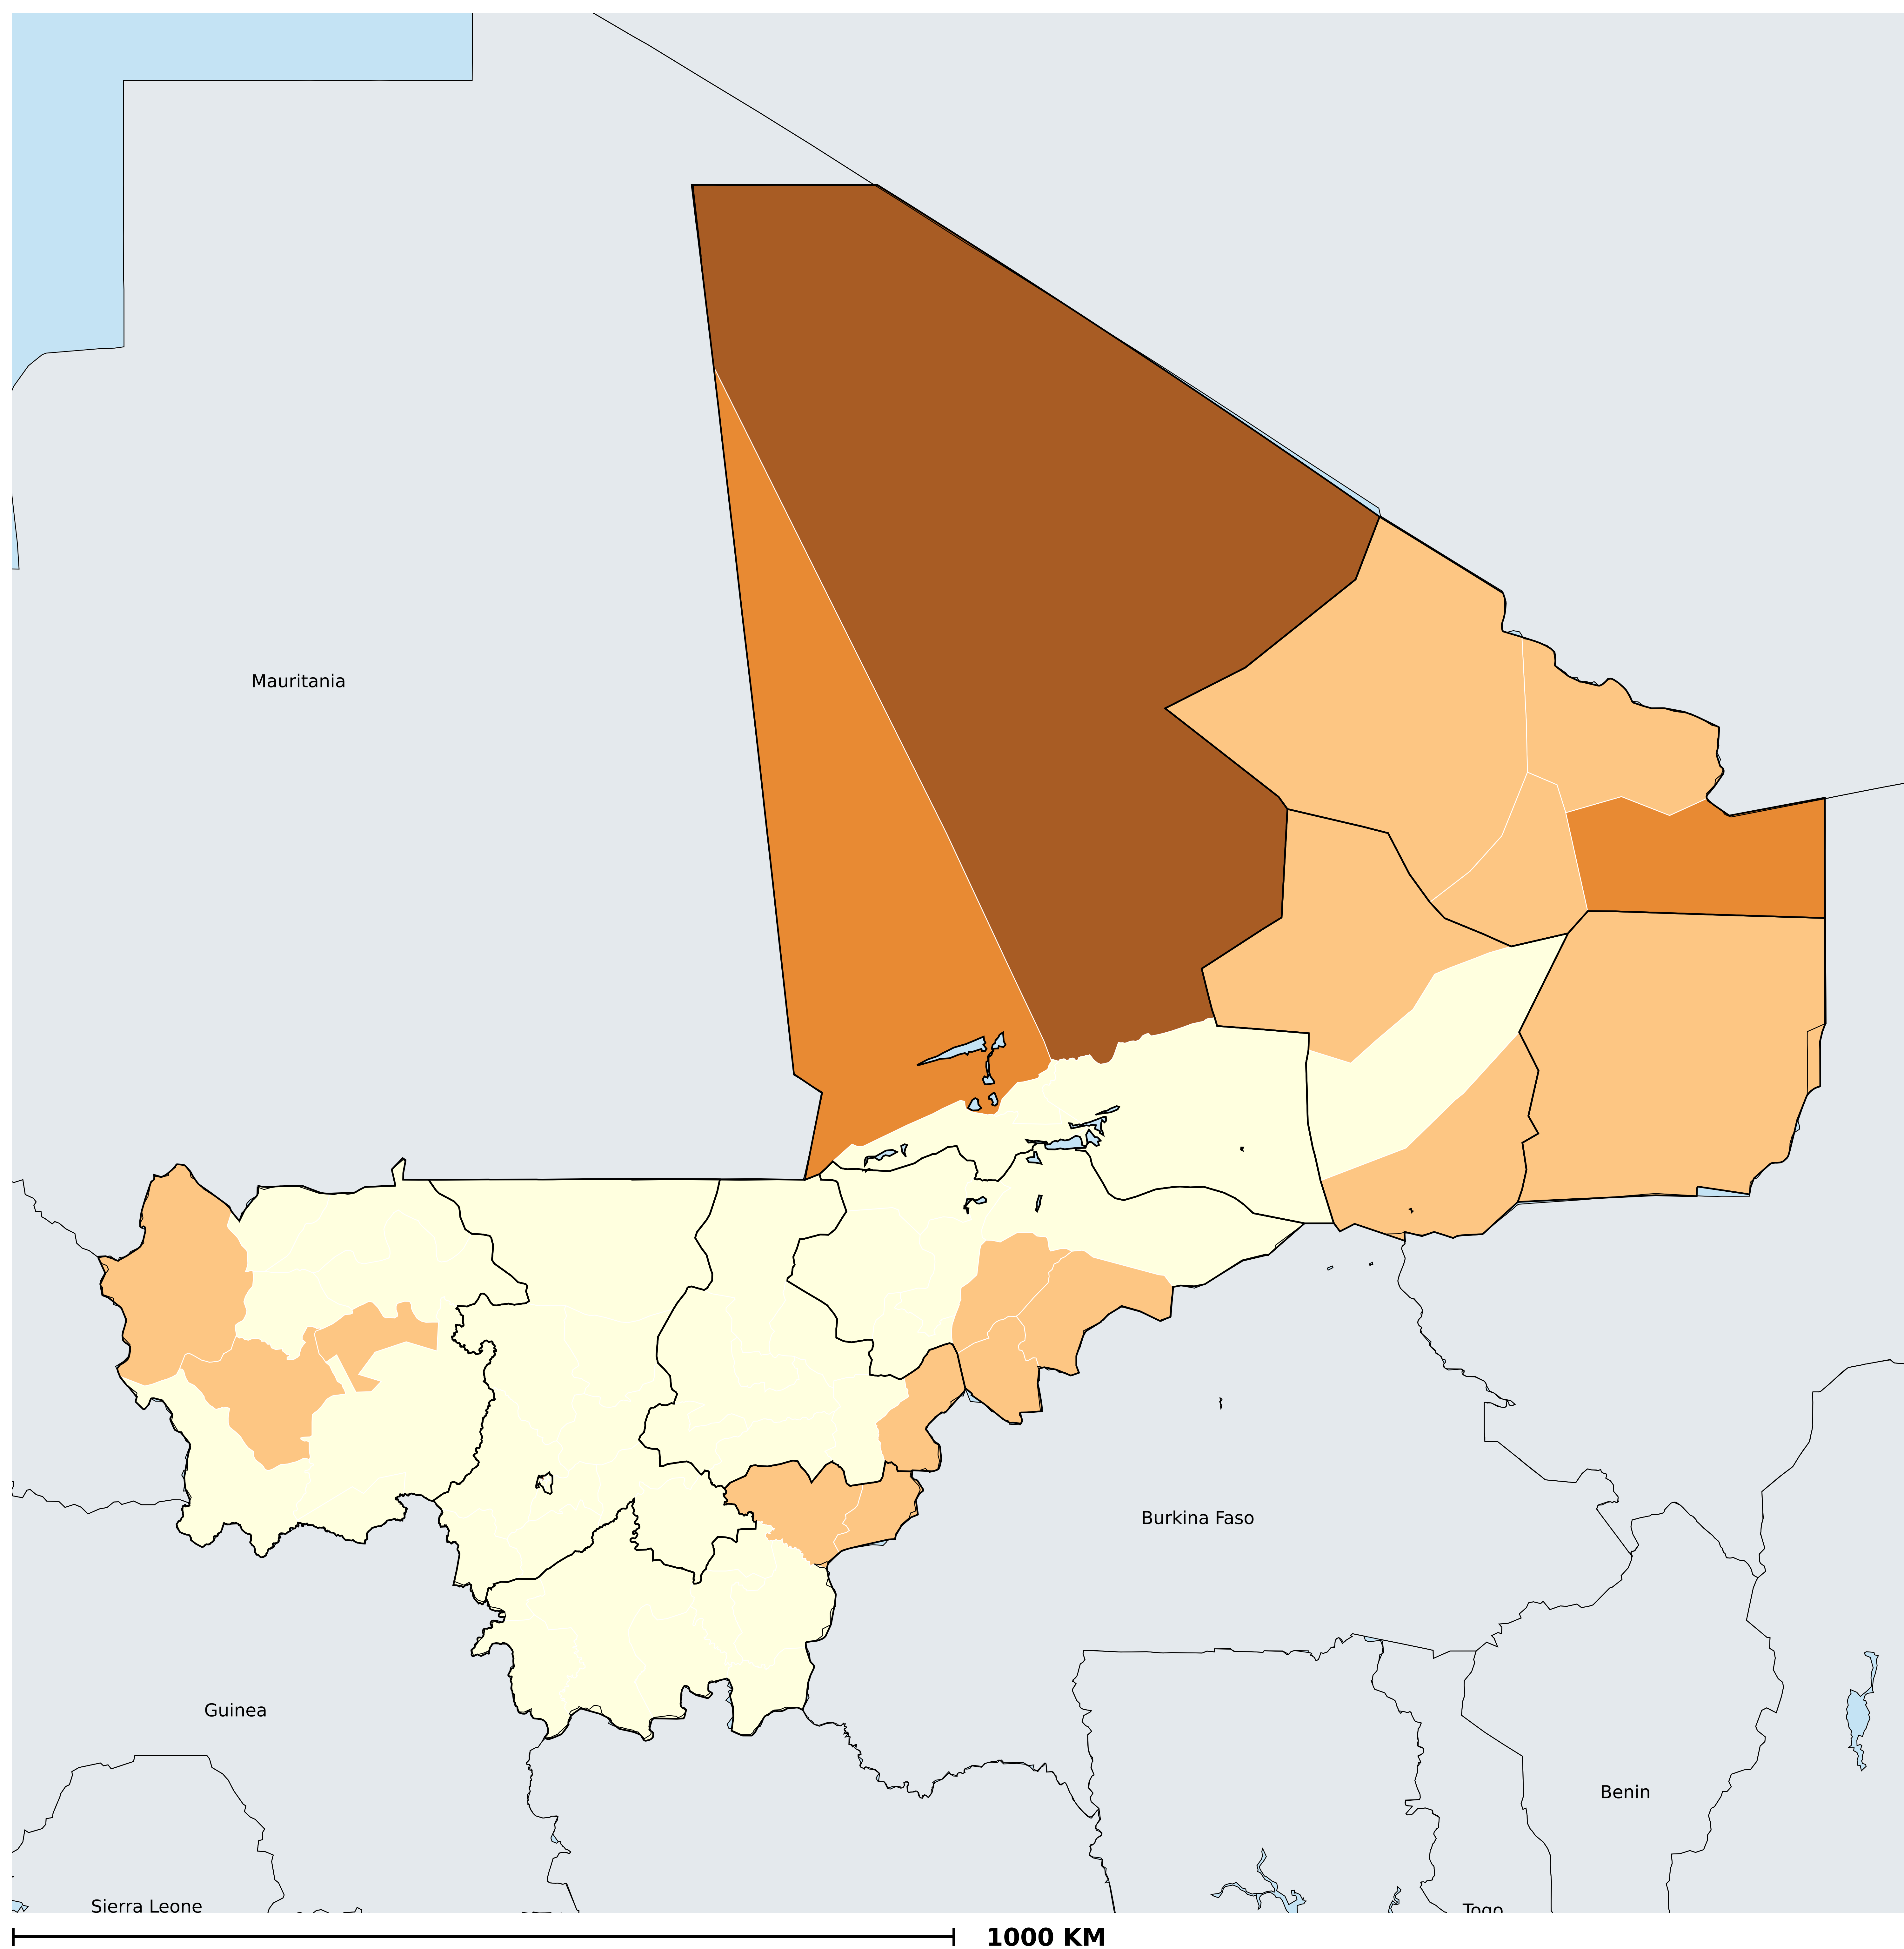 Mauritania
Burkina Faso
Guinea
Benin
Sierra Leone
Togo
1000 KM